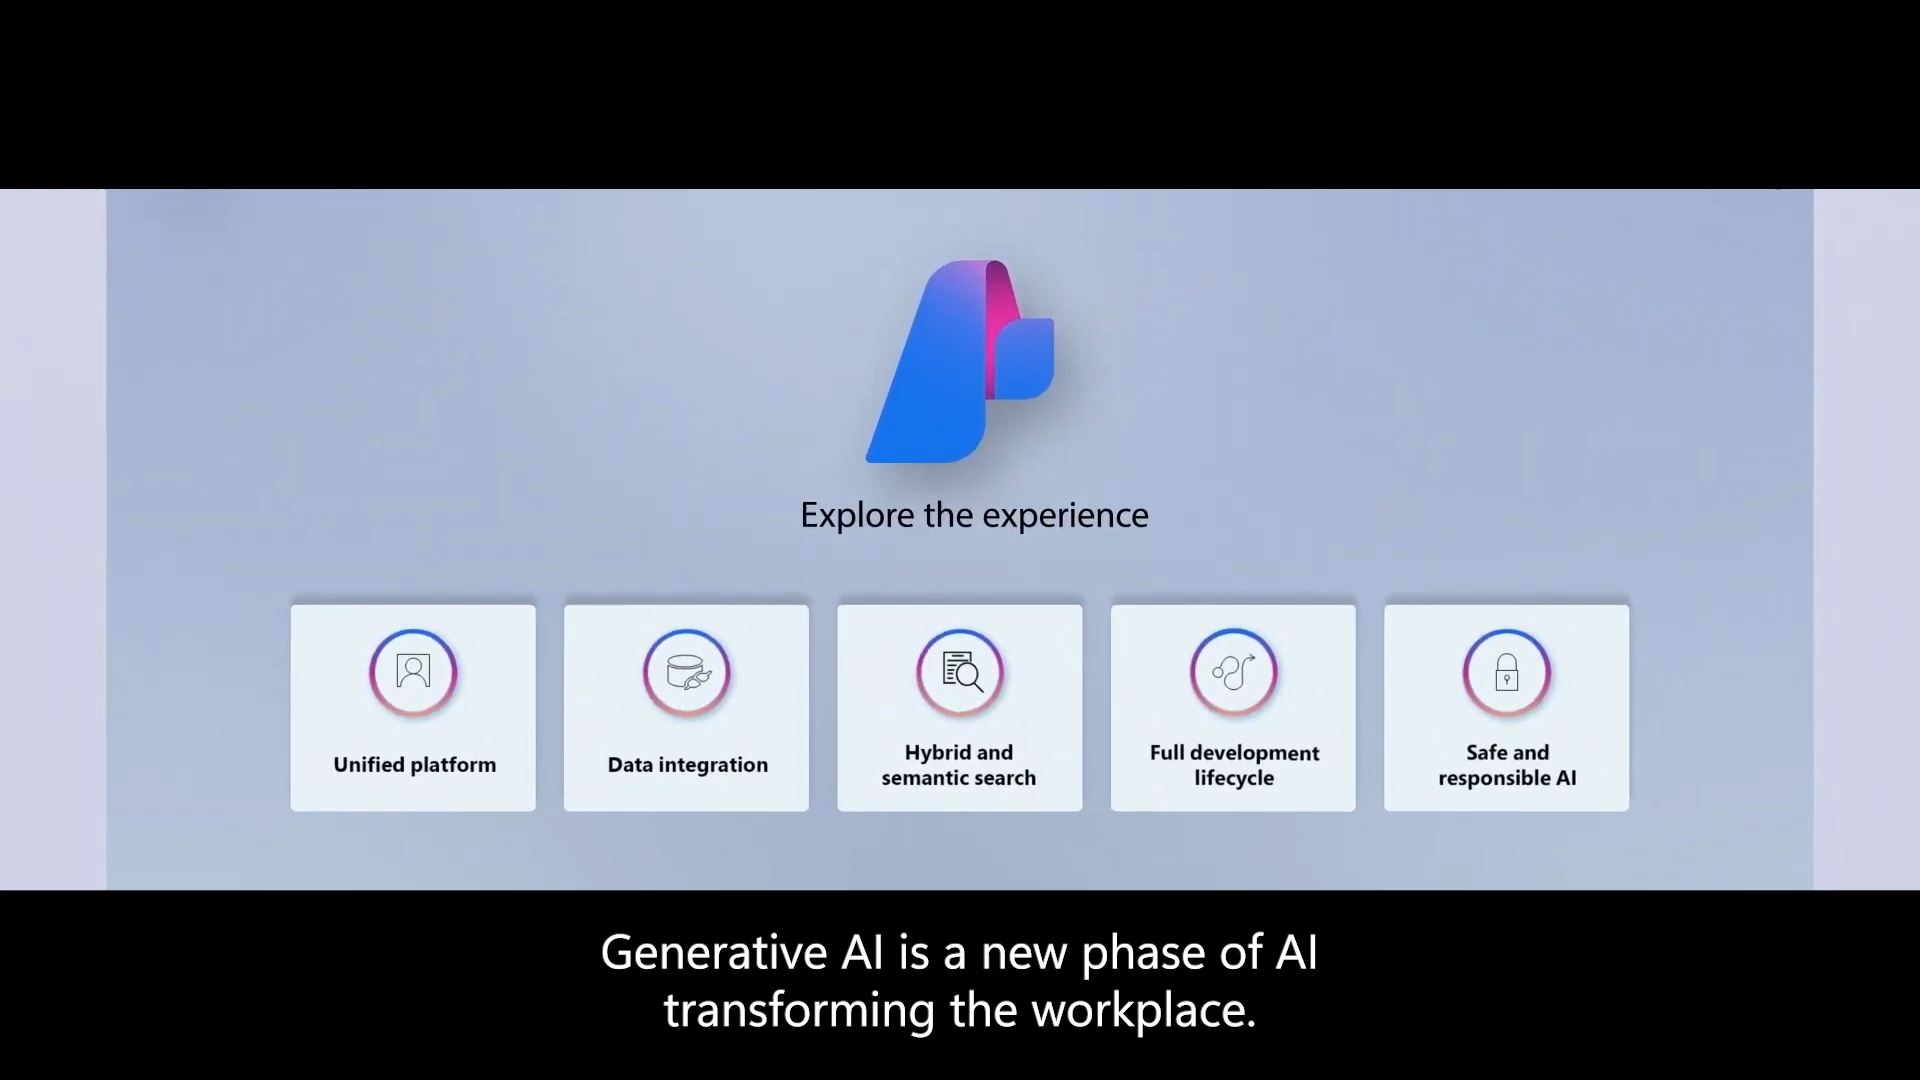 Explore the experience
Unified platform
Data integration
Hybrid and
semantic search
Full development
lifecycle
Safe and
responsible AI
Generative AI is a new phase of AI
transforming the workplace.